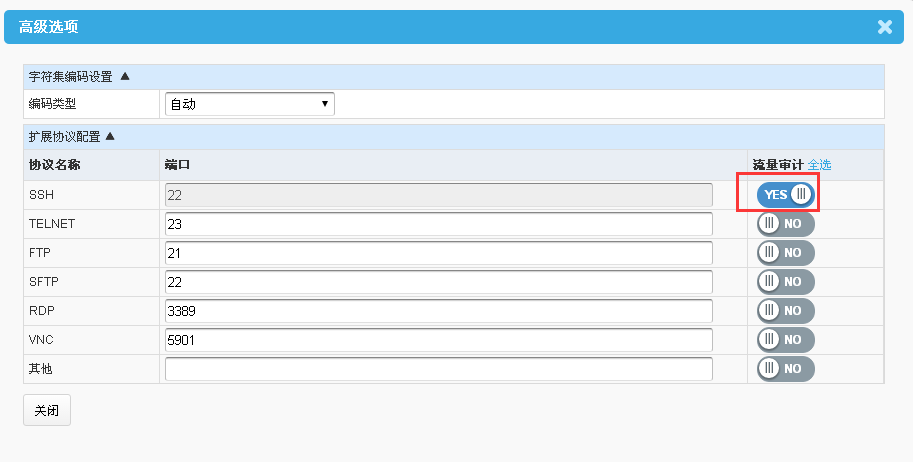 高级选项
字符集编码设置 ▲
编码类型 自动 ▼
扩展协议配置 ▲
协议名称 端口 流量审计 全选
SSH 22 YES
TELNET 23 NO
FTP 21 NO
SFTP 22 NO
RDP 3389 NO
VNC 5901 NO
其他 NO
关闭